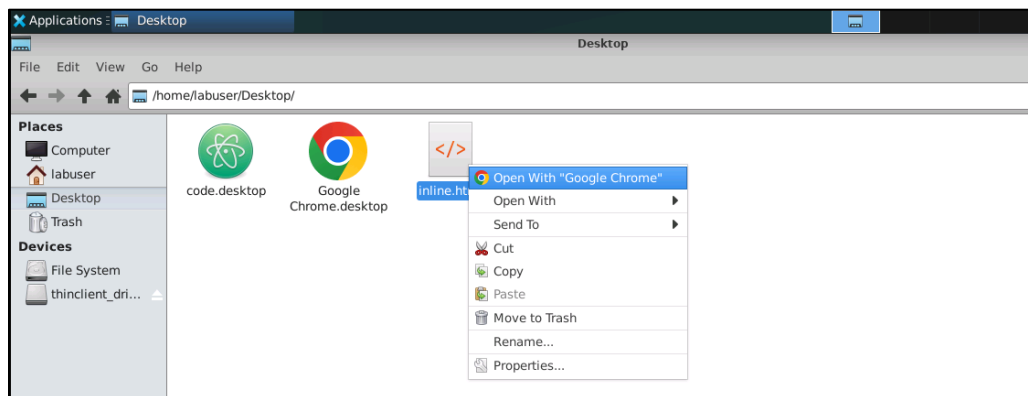 Applications
Desktop
Desktop
File Edit View Go Help
/home/labuser/Desktop/
Places
Computer
labuser
Desktop
Trash
Devices
File System
thinclient_dri...
code.desktop
Google
Chrome.desktop
inline.ht
Open With "Google Chrome"
Open With
Send To
Cut
Copy
Paste
Move to Trash
Rename...
Properties...